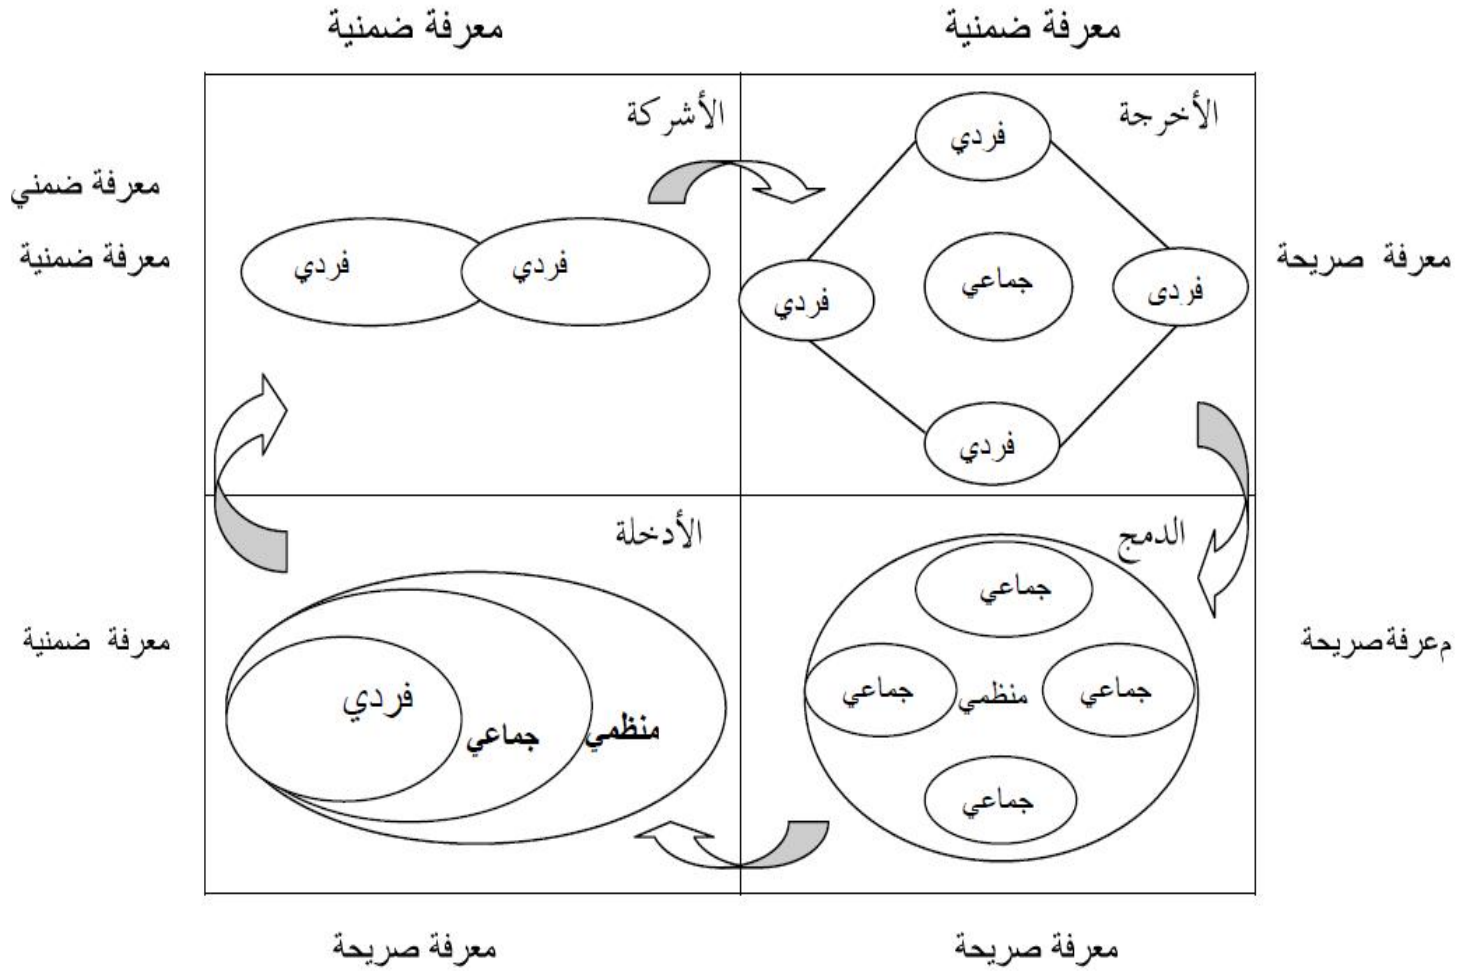 معرفة ضمنية
معرفة ضمنية
الأخرجة
الأشركة
فردي
معرفة ضمني
معرفة صريحة
معرفة ضمنية
فردى
جماعي
فردي
فردي
فردي
فردي
الدمج
الأدخلة
جماعي
معرفة صريحة
معرفة ضمنية
جماعي
منظمي
جماعي
فردي
جماعي
منظمي
جماعي
معرفة صريحة
معرفة صريحة